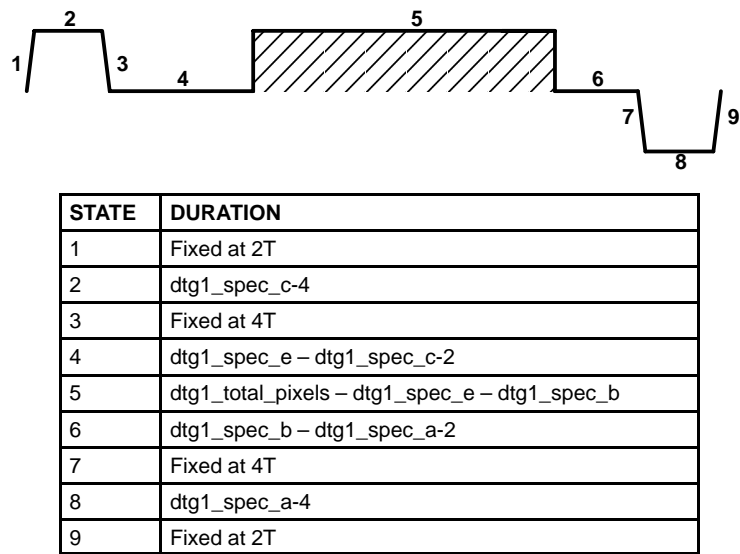 2
5
1
3
4
6
7
9
8
STATE DURATION
1 Fixed at 2T
2 dtg1_spec_c-4
3 Fixed at 4T
4 dtg1_spec_e – dtg1_spec_c-2
5 dtg1_total_pixels – dtg1_spec_e – dtg1_spec_b
6 dtg1_spec_b – dtg1_spec_a-2
7 Fixed at 4T
8 dtg1_spec_a-4
9 Fixed at 2T